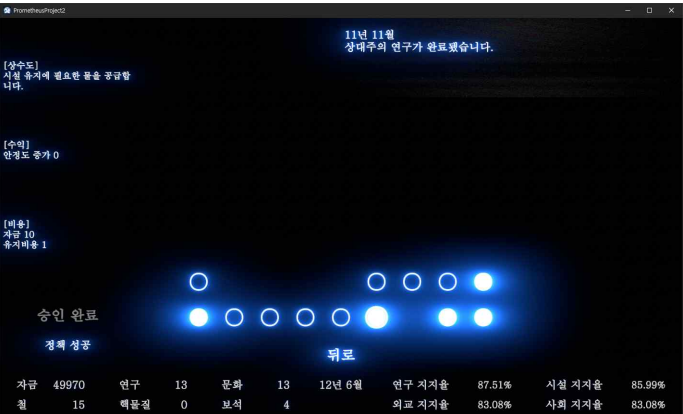 PrometheusProject2
11년 11월
상대주의 연구가 완료됐습니다.
[상수도]
시설 유지에 필요한 물을 공급합
니다.
[수익]
안정도 증가 0
[비용]
자금 10
유지비용 1
승인 완료
정책 성공
뒤로
자금 49970 연구 13 문화 13 12년 6월 연구 지지율 87.51% 시설 지지율 85.99%
철 15 핵물질 0 보석 4 외교 지지율 83.08% 사회 지지율 83.08%